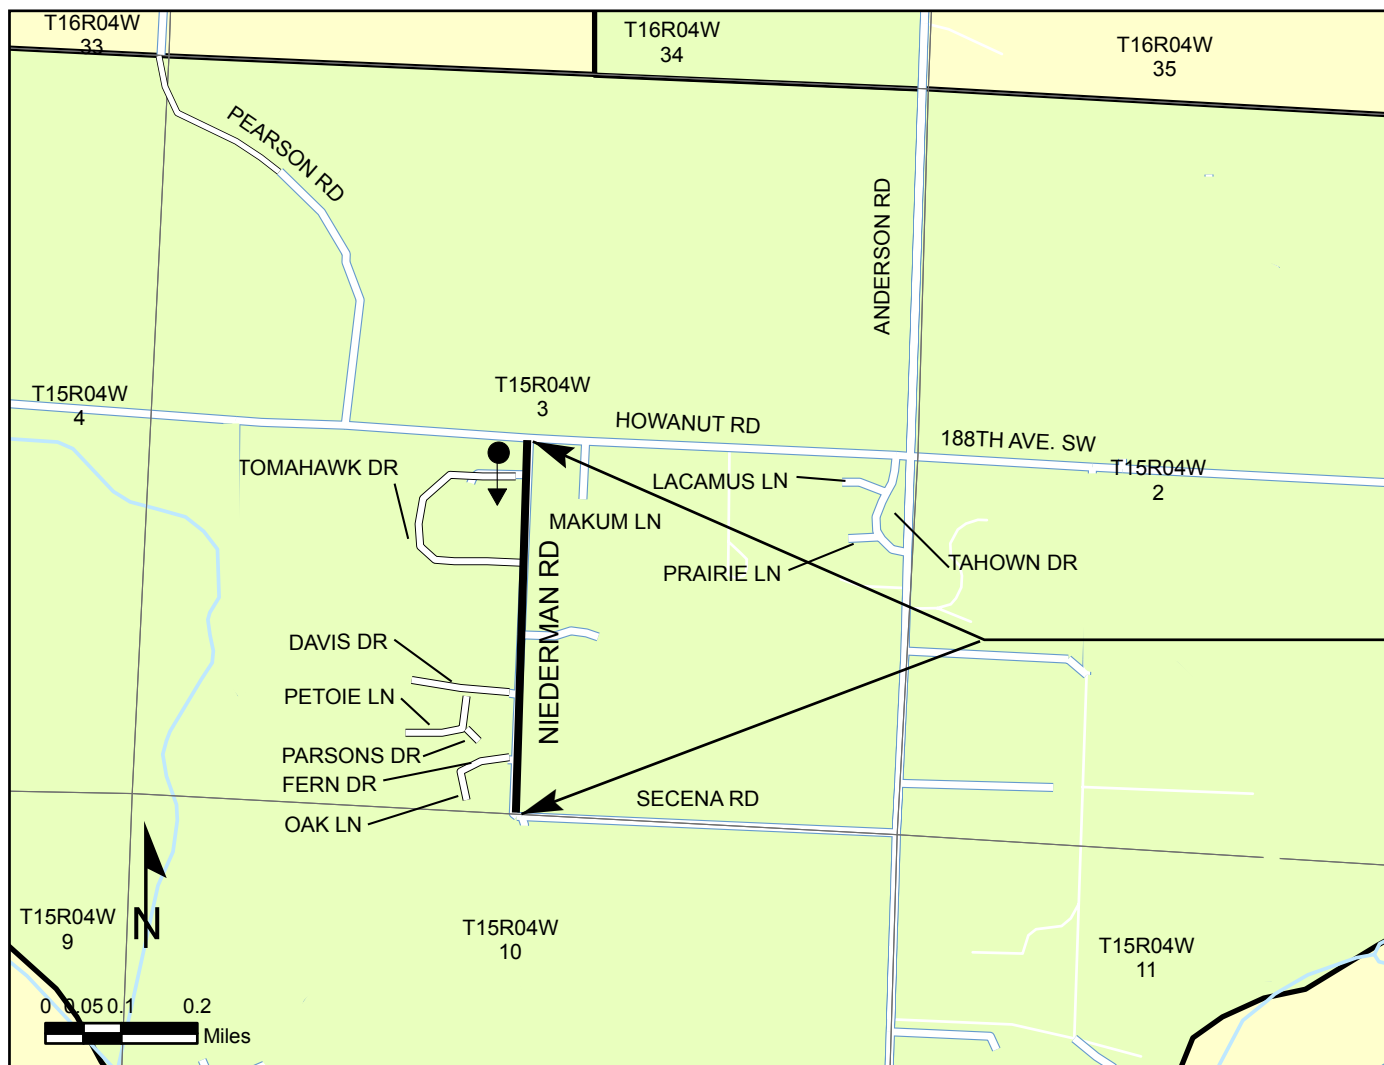 T16R04W
33
T16R04W
34
T16R04W
35
PEARSON RD
ANDERSON RD
T15R04W
4
T15R04W
3
HOWANUT RD
188TH AVE. SW
T15R04W
2
TOMAHAWK DR
LACAMUS LN
MAKUM LN
PRAIRIE LN
TAHOWN DR
NIEDERMAN RD
DAVIS DR
PETOIE LN
PARSONS DR
FERN DR
OAK LN
SECENA RD
T15R04W
9
N
T15R04W
10
T15R04W
11
0 0.05 0.1 0.2
Miles